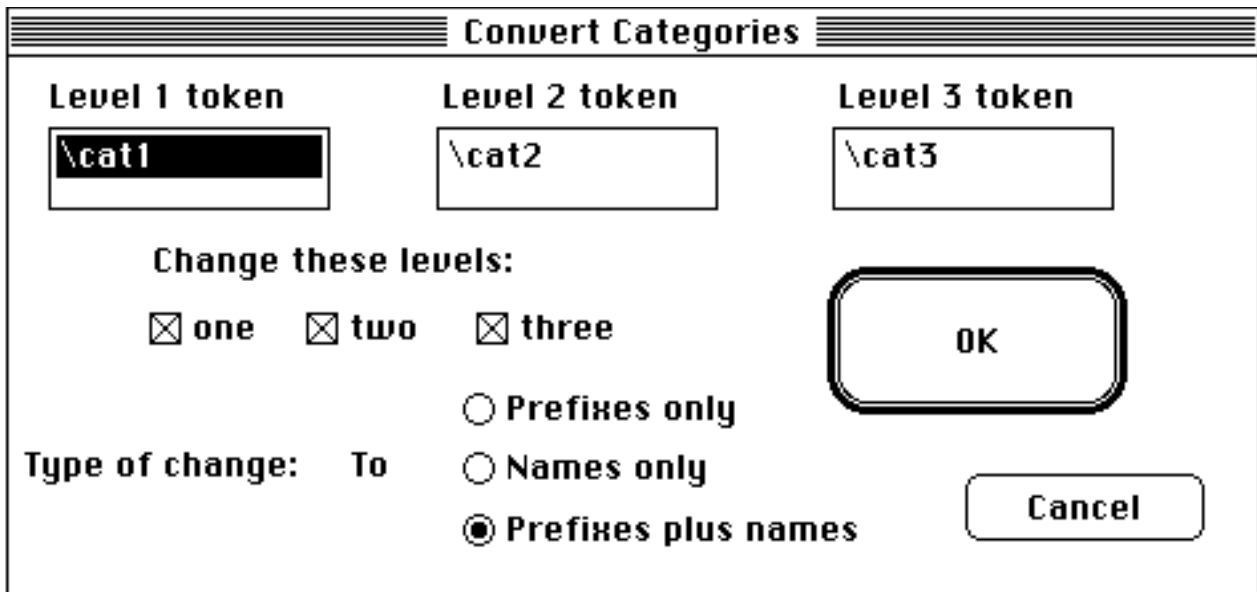 Convert Categories
Level 1 token Level 2 token Level 3 token
\cat1 \cat2 \cat3
Change these levels:
one two three
OK
Prefixes only
Type of change: To Names only
Cancel
Prefixes plus names